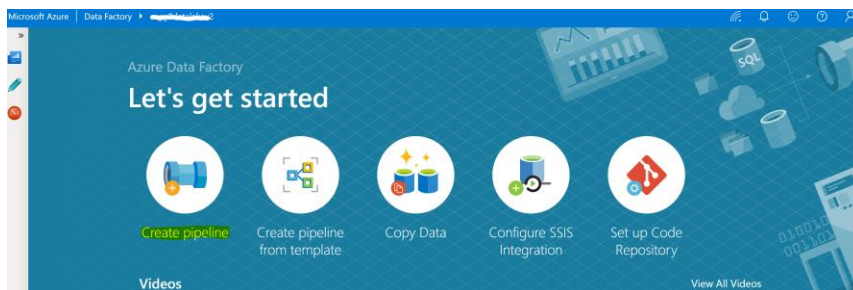 Microsoft Azure | Data Factory
»
Azure Data Factory
Let's get started
Create pipeline
Create pipeline
from template
Copy Data
Configure SSIS
Integration
Set up Code
Repository
SQL
Videos
View All Videos